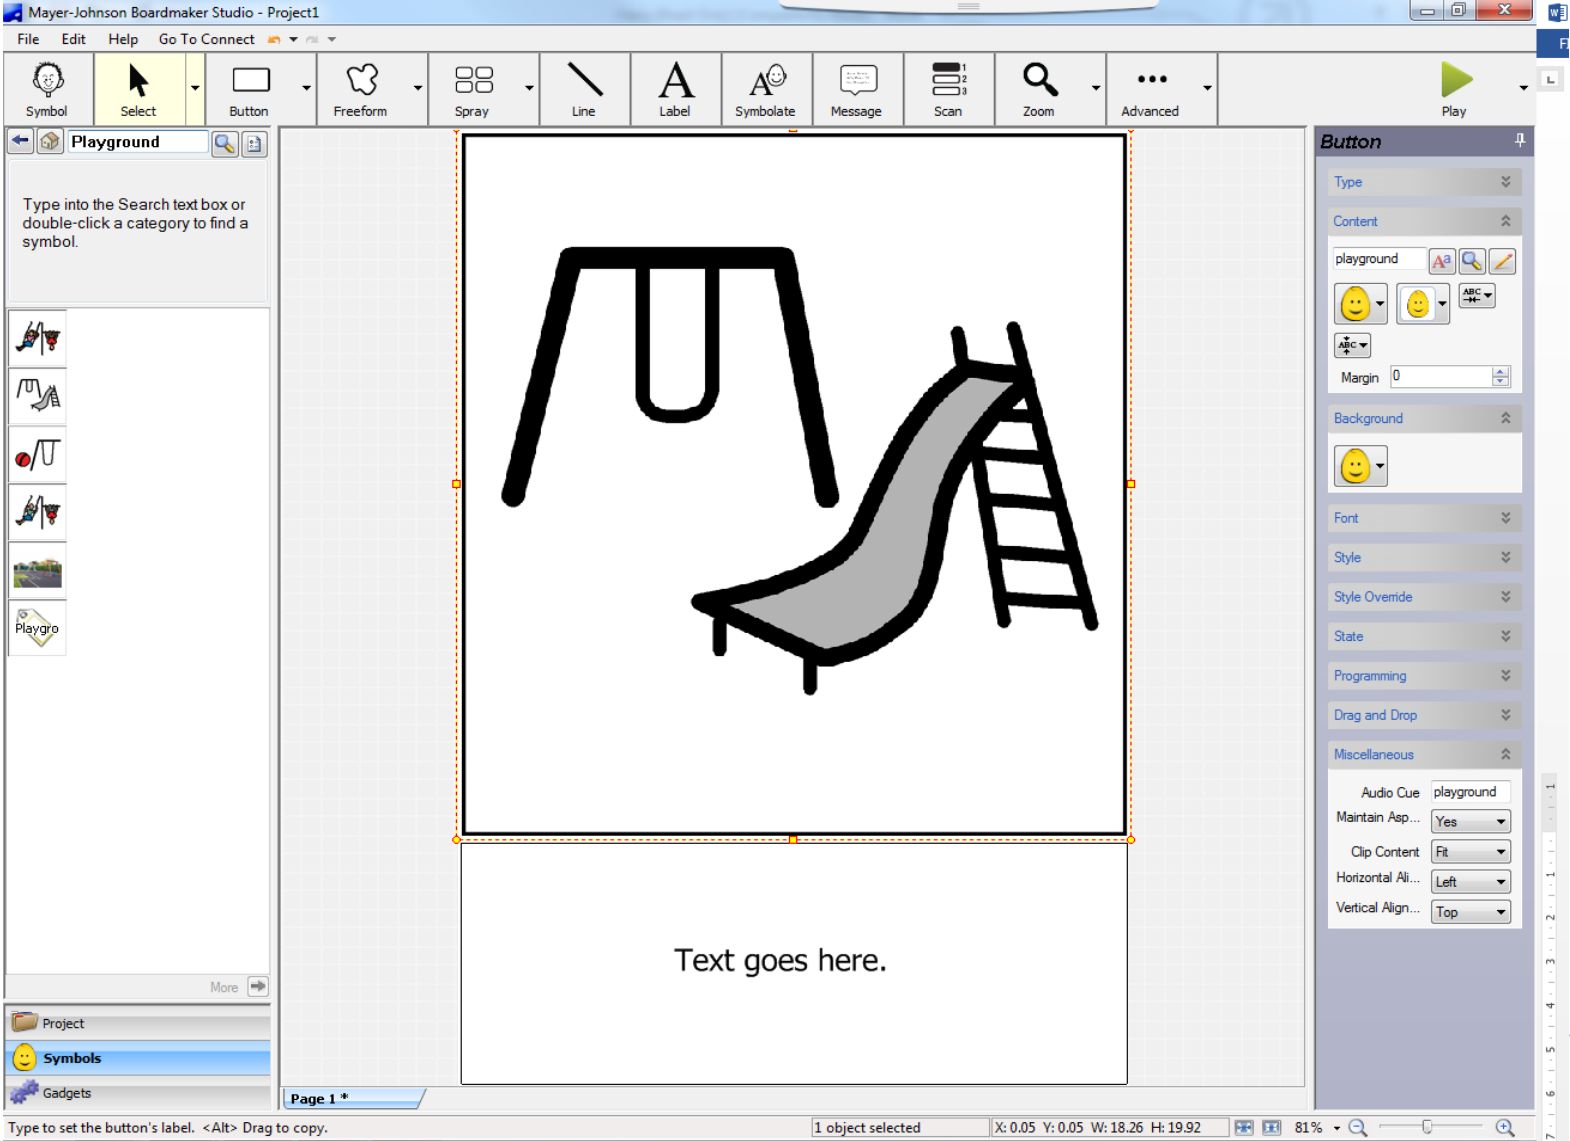 Mayer-Johnson Boardmaker Studio - Project1
File Edit Help Go To Connect
Symbol Select Button Freeform Spray Line Label Symbolate Message Scan Zoom Advanced Play
Playground
Type into the Search text box or
double-click a category to find a
symbol.
Playgro
More
Project
Symbols
Gadgets
Text goes here.
Page 1 *
Button
Type
Content
playground
Margin 0
Background
Font
Style
Style Override
State
Programming
Drag and Drop
Miscellaneous
Audio Cue playground
Maintain Asp... Yes
Clip Content Fit
Horizontal Ali... Left
Vertical Align... Top
Type to set the button's label. <Alt> Drag to copy.
1 object selected
X: 0.05 Y: 0.05 W: 18.26 H: 19.92
81%